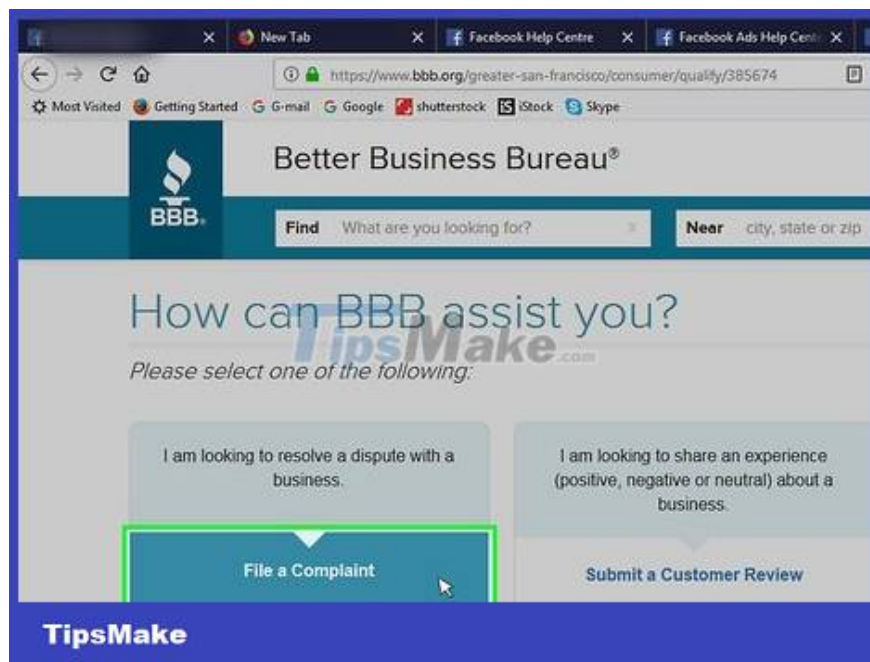 New Tab
Facebook Help Centre
Facebook Ads Help Cent
https://www.bbb.org/greater-san-francisco/consumer/qualify/385674
Most Visited Getting Started G-mail Google shutterstock iStock Skype
Better Business Bureau®
BBB.
Find What are you looking for? x Near city, state or zip
How can BBB assist you?
TipsMake.com
Please select one of the following:
I am looking to resolve a dispute with a
business.
I am looking to share an experience
(positive, negative or neutral) about a
business.
File a Complaint
Submit a Customer Review
TipsMake